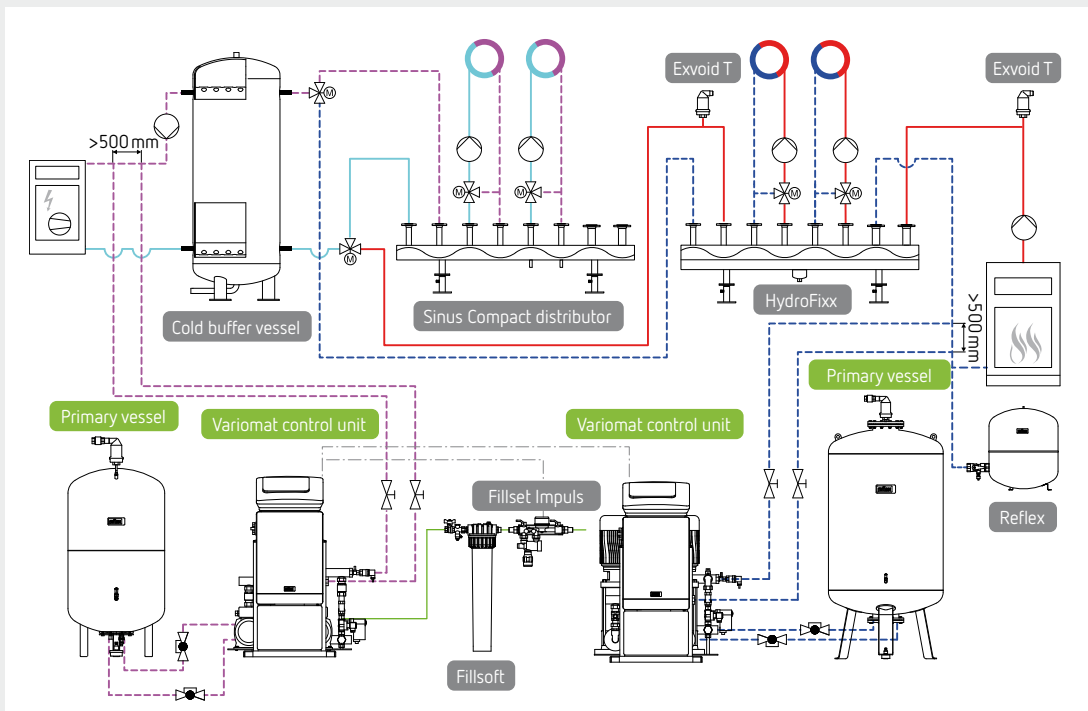 Exvoid T
Exvoid T
>500 mm
M
M
M
M
M
M
Cold buffer vessel
Sinus Compact distributor
HydroFixx
>500 mm
Primary vessel
Primary vessel
Variomat control unit
Variomat control unit
Fillset Impuls
Reflex
Fillsoft